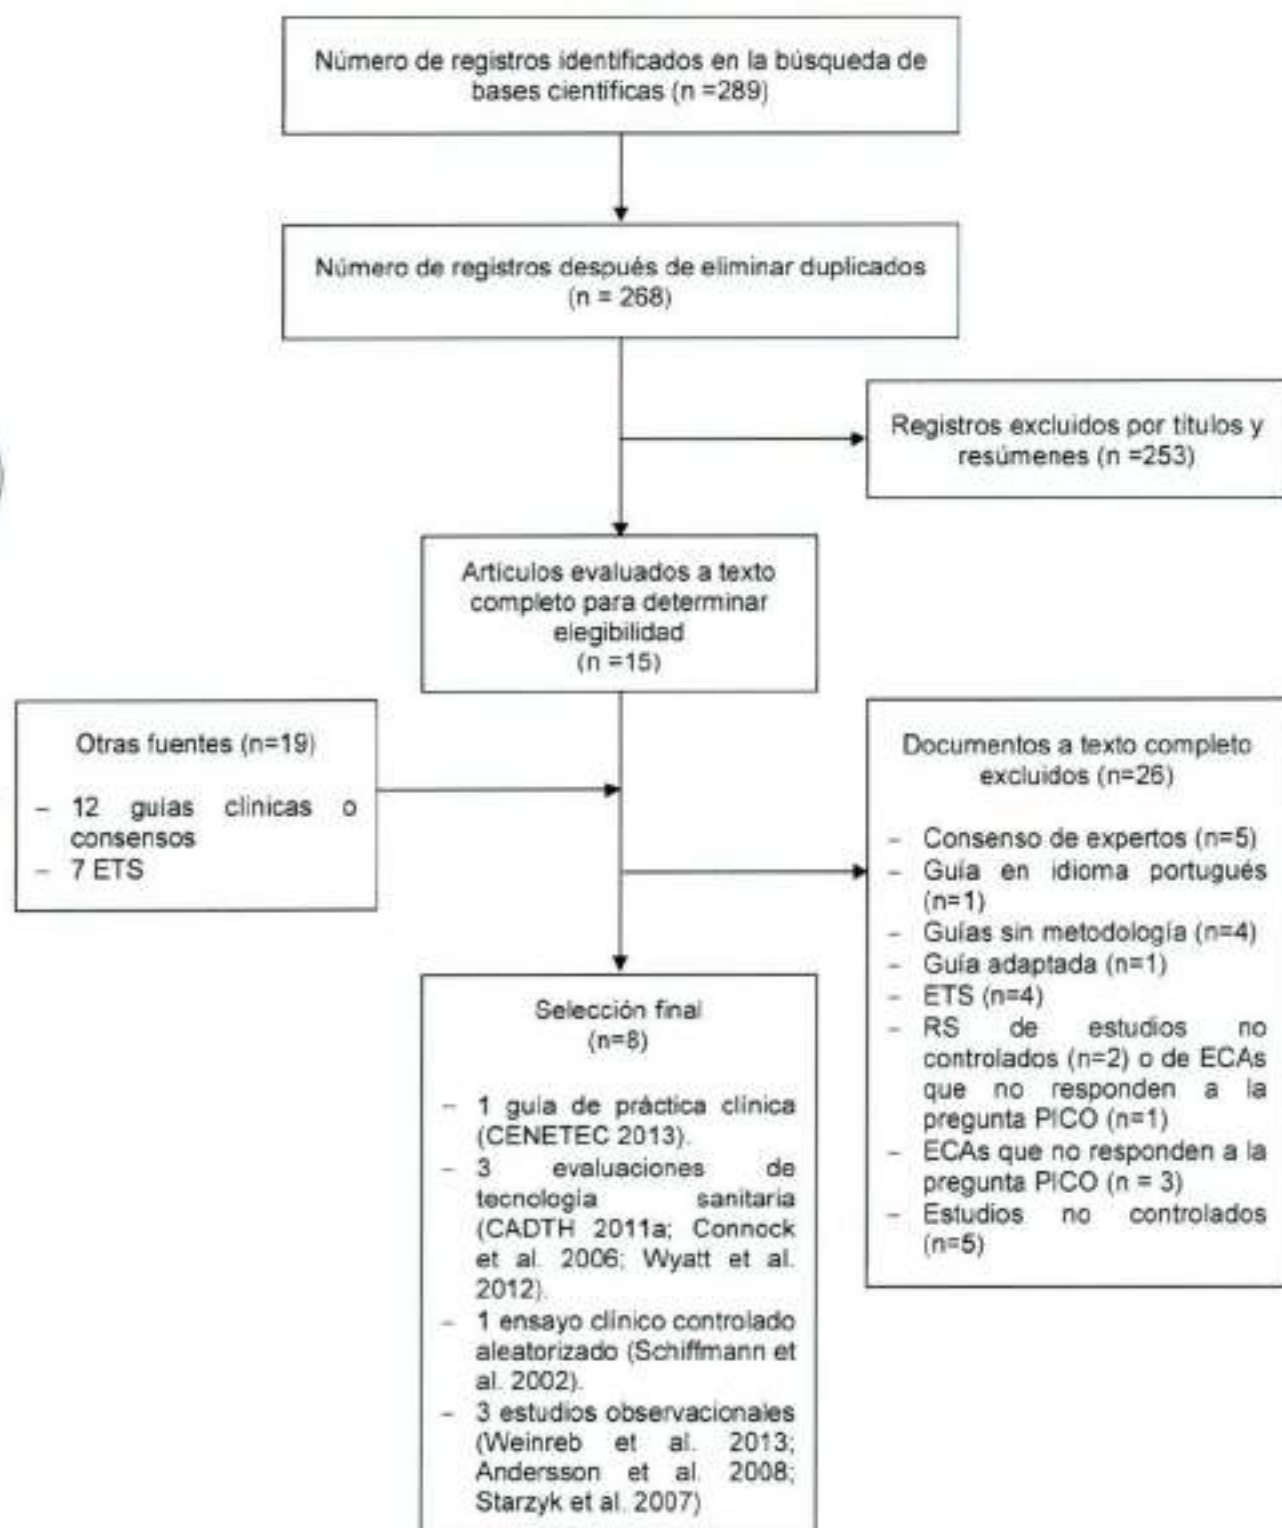 Número de registros identificados en la búsqueda de
bases científicas (n =289)
Número de registros después de eliminar duplicados
(n = 268)
Registros excluidos por títulos y
resúmenes (n =253)
Artículos evaluados a texto
completo para determinar
elegibilidad
(n =15)
Otras fuentes (n=19)
– 12 guías clínicas o
consensos
– 7 ETS
Documentos a texto completo
excluidos (n=26)
– Consenso de expertos (n=5)
– Guía en idioma portugués
(n=1)
– Guías sin metodología (n=4)
– Guía adaptada (n=1)
– ETS (n=4)
– RS de estudios no
controlados (n=2) o de ECAs
que no responden a la
pregunta PICO (n=1)
– ECAs que no responden a la
pregunta PICO (n = 3)
– Estudios no controlados
(n=5)
Selección final
(n=8)
– 1 guía de práctica clínica
(CENETEC 2013).
– 3 evaluaciones de
tecnología sanitaria
(CADTH 2011a; Connock
et al. 2006; Wyatt et al.
2012).
– 1 ensayo clínico controlado
aleatorizado (Schiffmann et
al. 2002).
– 3 estudios observacionales
(Weinreb et al. 2013;
Andersson et al. 2008;
Starzyk et al. 2007)